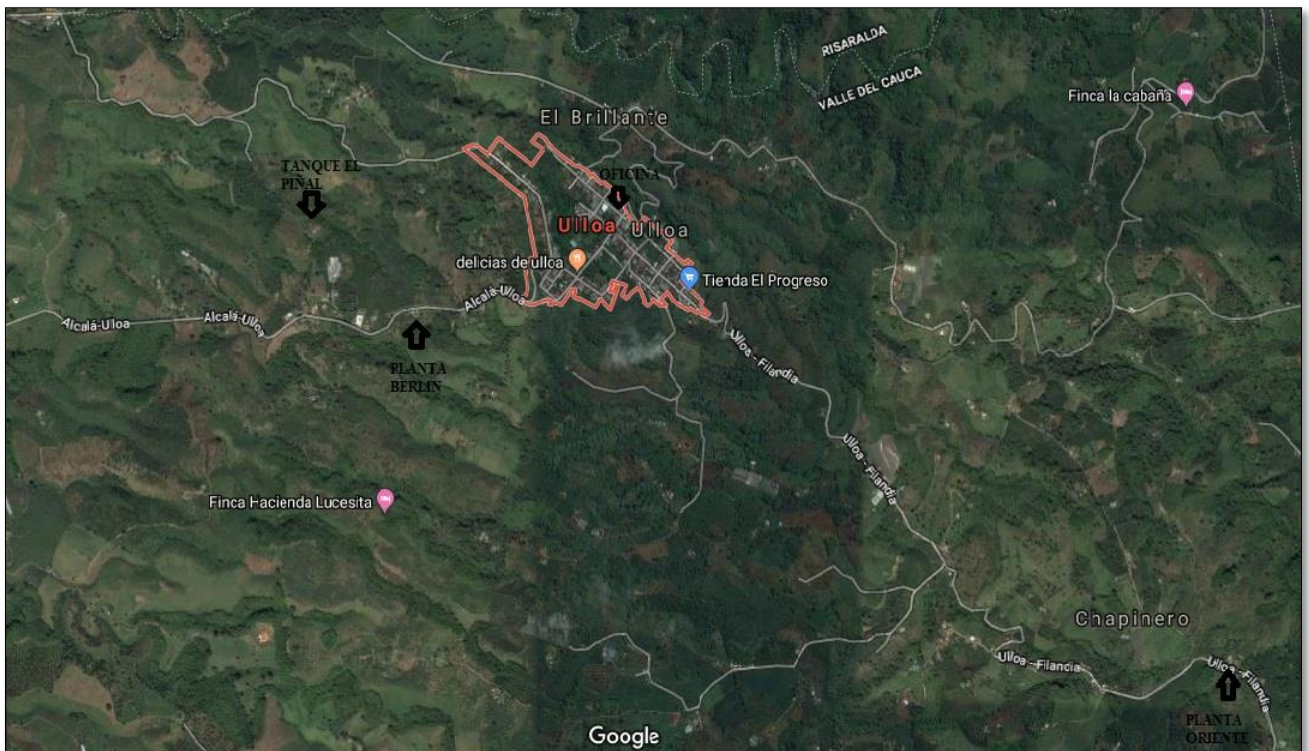 RISARALDA
VALLE DEL CAUCA
Finca la cabaña
El Brillante
TANQUE EL
PIÑAL
OFICINA
Ulloa
Ulloa
delicias de ulloa
Tienda El Progreso
Alcalá-Ulloa
Alcalá-Ulloa
Alcalá-Ulloa
PLANTA
BERLIN
Ulloa - Filandia
Ulloa - Filandia
Finca Hacienda Lucesita
Chapinero
Ulloa - Filandia
Ulloa - Filandia
PLANTA
ORIENTE
Google